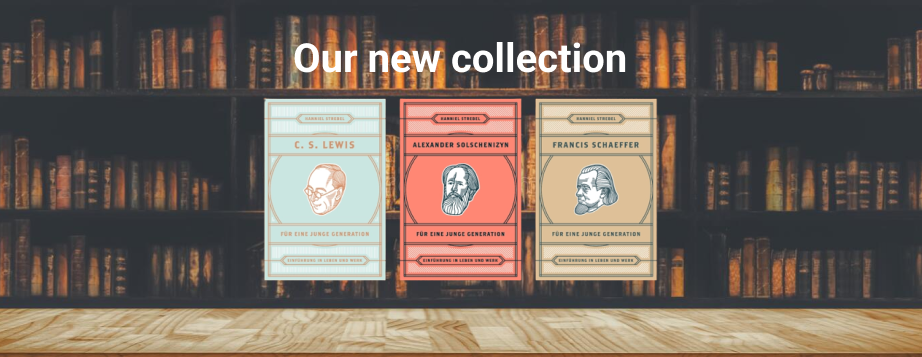 Our new collection
HANNIEL STREBEL
C. S. LEWIS
FÜR EINE JUNGE GENERATION
EINFÜHRUNG IN LEBEN UND WERK
HANNIEL STREBEL
ALEXANDER SOLSCHENIZYN
FÜR EINE JUNGE GENERATION
EINFÜHRUNG IN LEBEN UND WERK
HANNIEL STREBEL
FRANCIS SCHAEFFER
FÜR EINE JUNGE GENERATION
EINFÜHRUNG IN LEBEN UND WERK